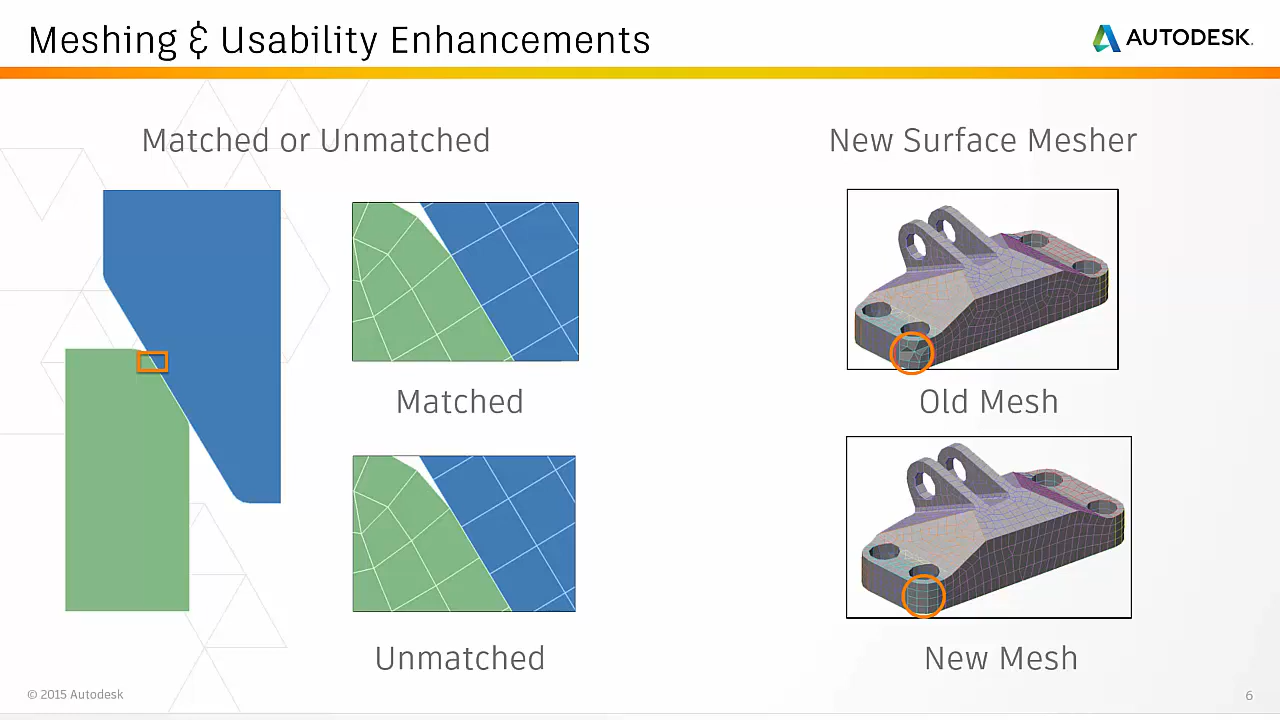 Meshing & Usability Enhancements
AUTODESK.
Matched or Unmatched
New Surface Mesher
Matched
Old Mesh
Unmatched
New Mesh
© 2015 Autodesk
6